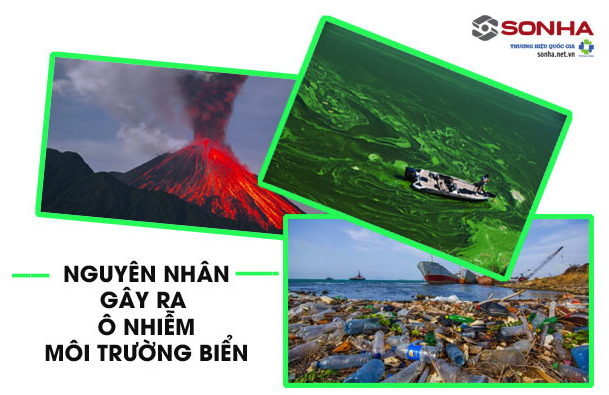 SONHA
THƯƠNG HIỆU QUỐC GIA
sonha.net.vn
NGUYÊN NHÂN
GÂY RA
Ô NHIỄM
MÔI TRƯỜNG BIỂN